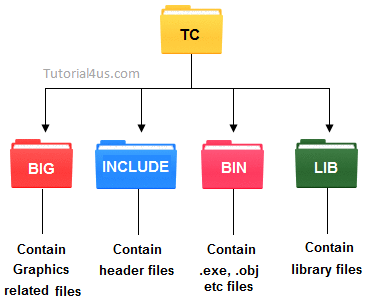 TC
Tutorial4us.com
BIG
INCLUDE
BIN
LIB
Contain
Graphics
related files
Contain
header files
Contain
.exe, .obj
etc files
Contain
library files